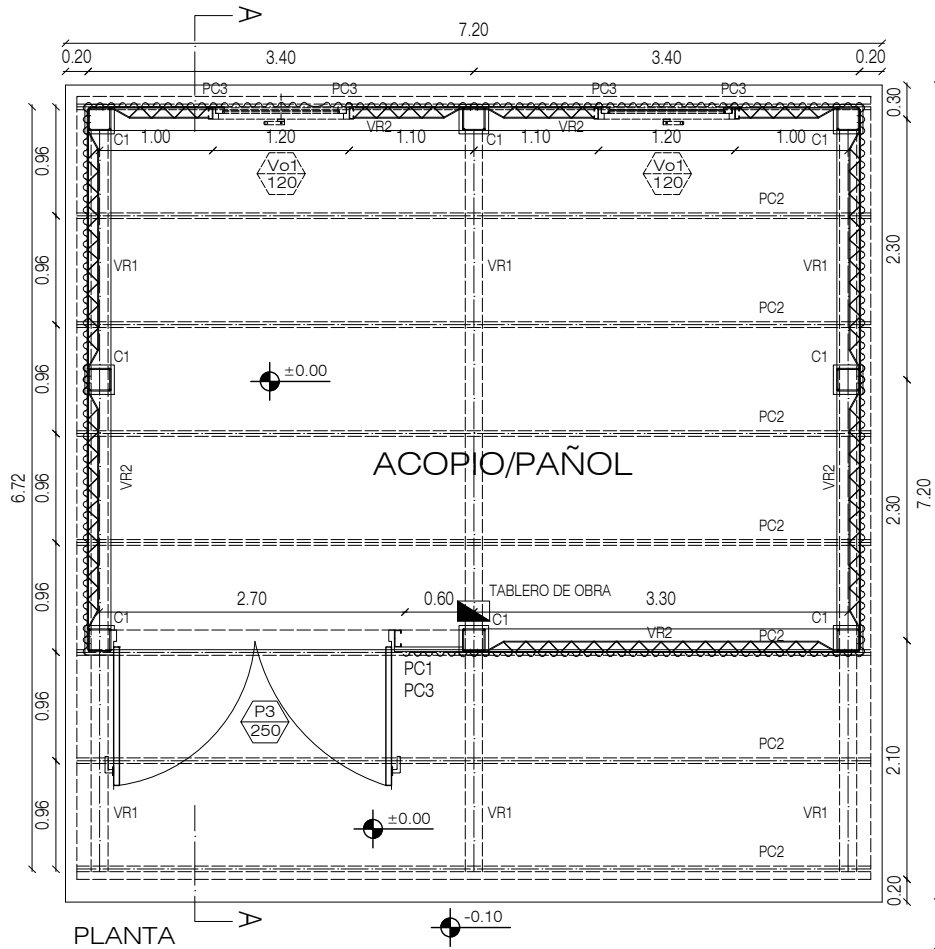 A
7.20
0.20
3.40
3.40
0.20
PC3
PC3
PC3
PC3
0.30
C1
VR2
C1
VR2
C1
1.00
1.20
1.10
1.10
1.20
1.00
0.96
Vo1
120
Vo1
120
PC2
0.96
VR1
VR1
VR1
2.30
PC2
C1
C1
0.96
±0.00
PC2
ACOPIO/PAÑOL
6.72
0.96
VR2
VR2
2.30
7.20
PC2
0.96
2.70
0.60
TABLERO DE OBRA
3.30
C1
C1
C1
VR2
PC2
PC1
PC3
0.96
P3
250
PC2
2.10
0.96
VR1
±0.00
VR1
VR1
PC2
0.20
A
-0.10
PLANTA